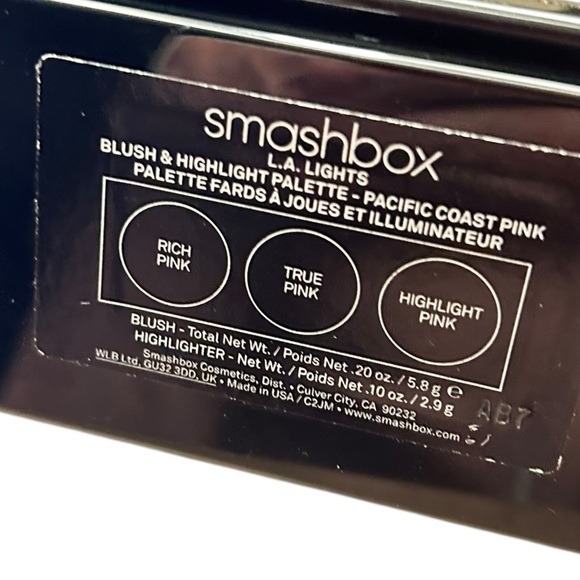 smashbox
L.A. LIGHTS
BLUSH & HIGHLIGHT PALETTE - PACIFIC COAST PINK
PALETTE FARDS À JOUES ET ILLUMINATEUR
RICH
PINK
TRUE
PINK
HIGHLIGHT
PINK
BLUSH - Total Net Wt. / Poids Net .20 oz. / 5.8 g ℮
HIGHLIGHTER - Net Wt. / Poids Net .10 oz. / 2.9 g
Smashbox Cosmetics, Dist. • Culver City, CA 90232
WLB Ltd, GU32 3DD, UK • Made in USA / C2JM • www.smashbox.com
AB7